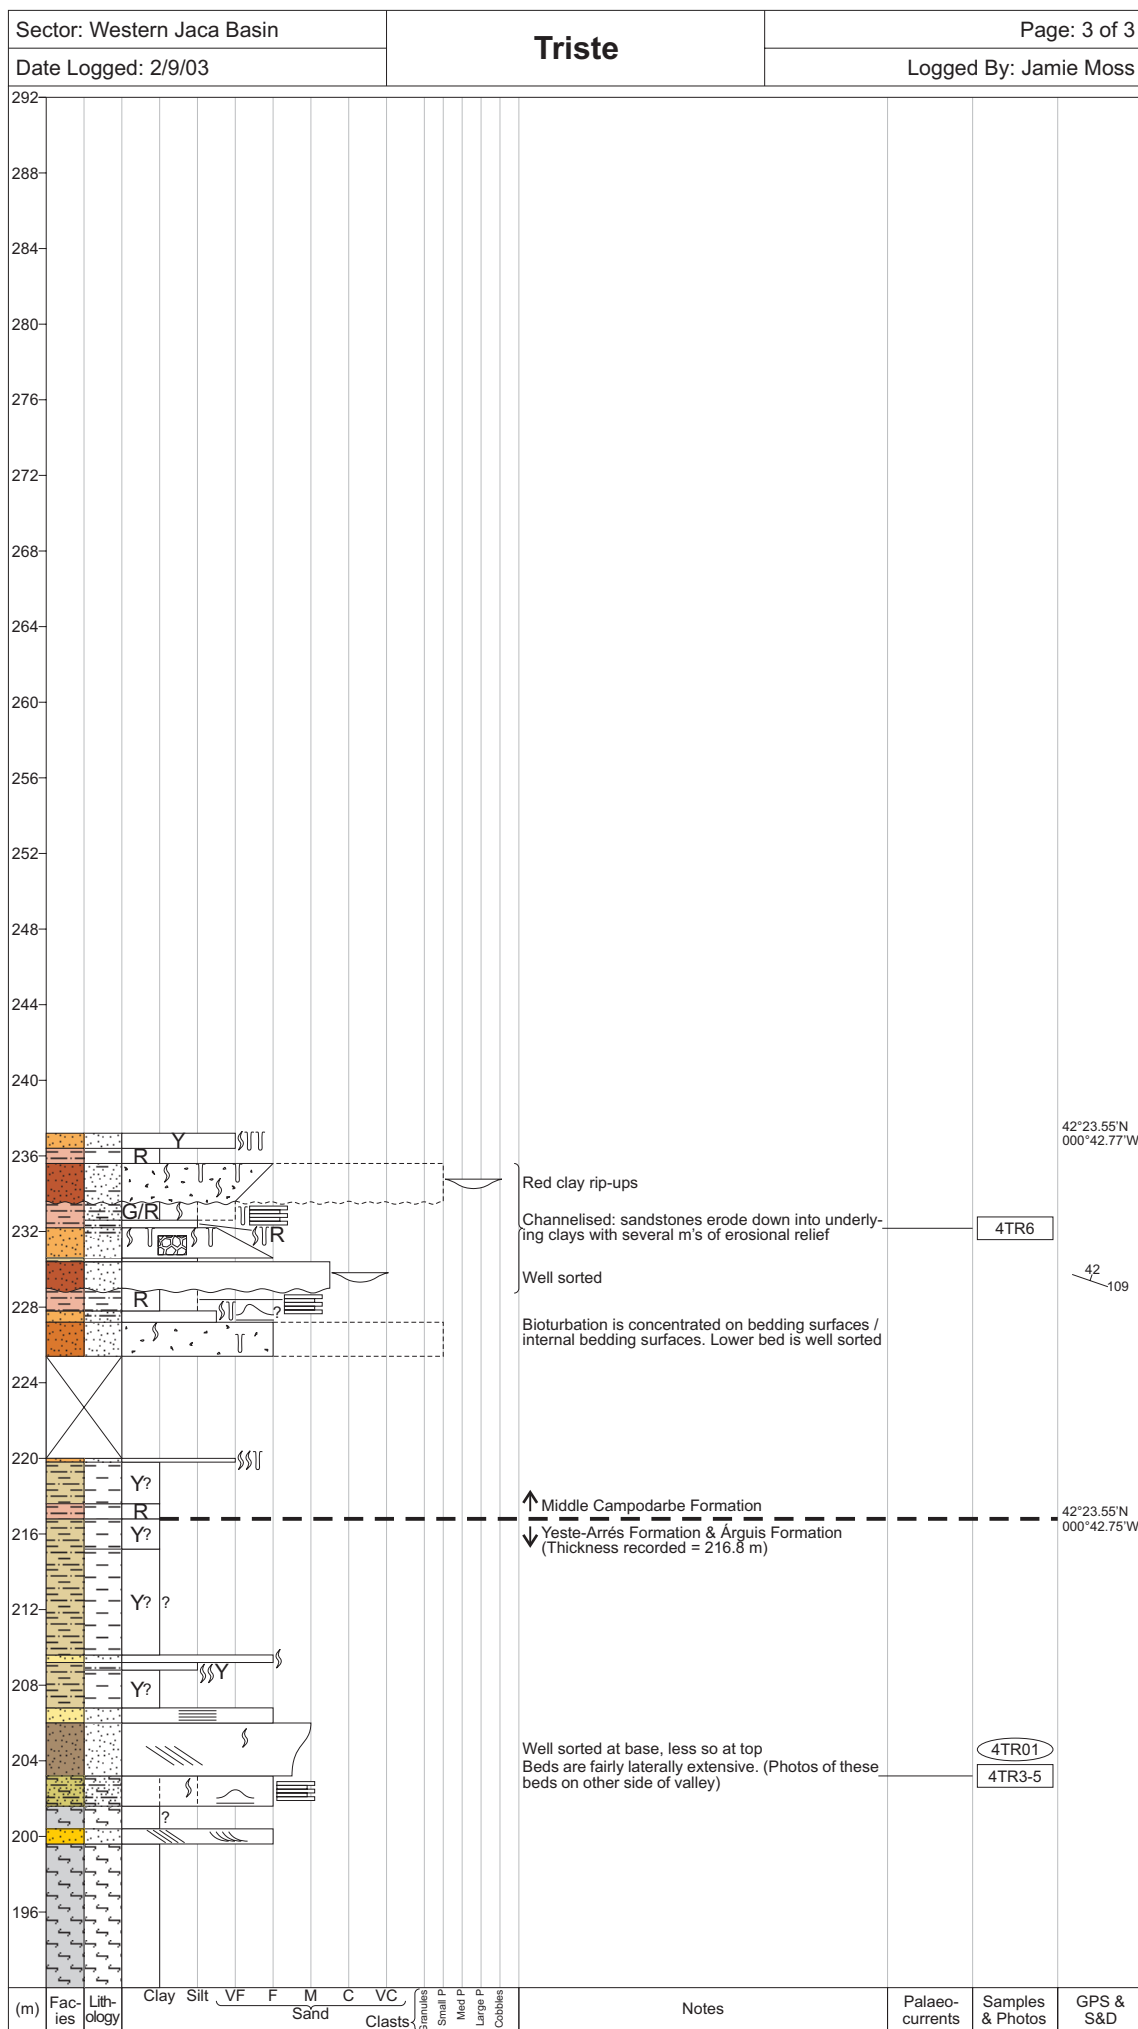 Sector: Western Jaca Basin
Triste
Page: 3 of 3
Date Logged: 2/9/03
Logged By: Jamie Moss
292
288
284
280
276
272
268
264
260
256
252
248
244
240
42°23.55'N
000°42.77'W
Y
236
R
Red clay rip-ups
G/R
Channelised: sandstones erode down into underly-
ing clays with several m's of erosional relief
4TR6
232
R
Well sorted
42
109
228
R
?
Bioturbation is concentrated on bedding surfaces /
internal bedding surfaces. Lower bed is well sorted
224
220
Y?
Middle Campodarbe Formation
R
42°23.55'N
000°42.75'W
216
Y?
Yeste-Arrés Formation & Árguis Formation
(Thickness recorded = 216.8 m)
212
Y? ?
208
Y
Y?
204
Well sorted at base, less so at top
Beds are fairly laterally extensive. (Photos of these
beds on other side of valley)
4TR01
4TR3-5
?
200
196
(m)
Fac-
ies
Lith-
ology
Clay Silt VF F M C VC
Sand
Clasts
Granules
Small P
Med P
Large P
Cobbles
Notes
Palaeo-
currents
Samples
& Photos
GPS &
S&D